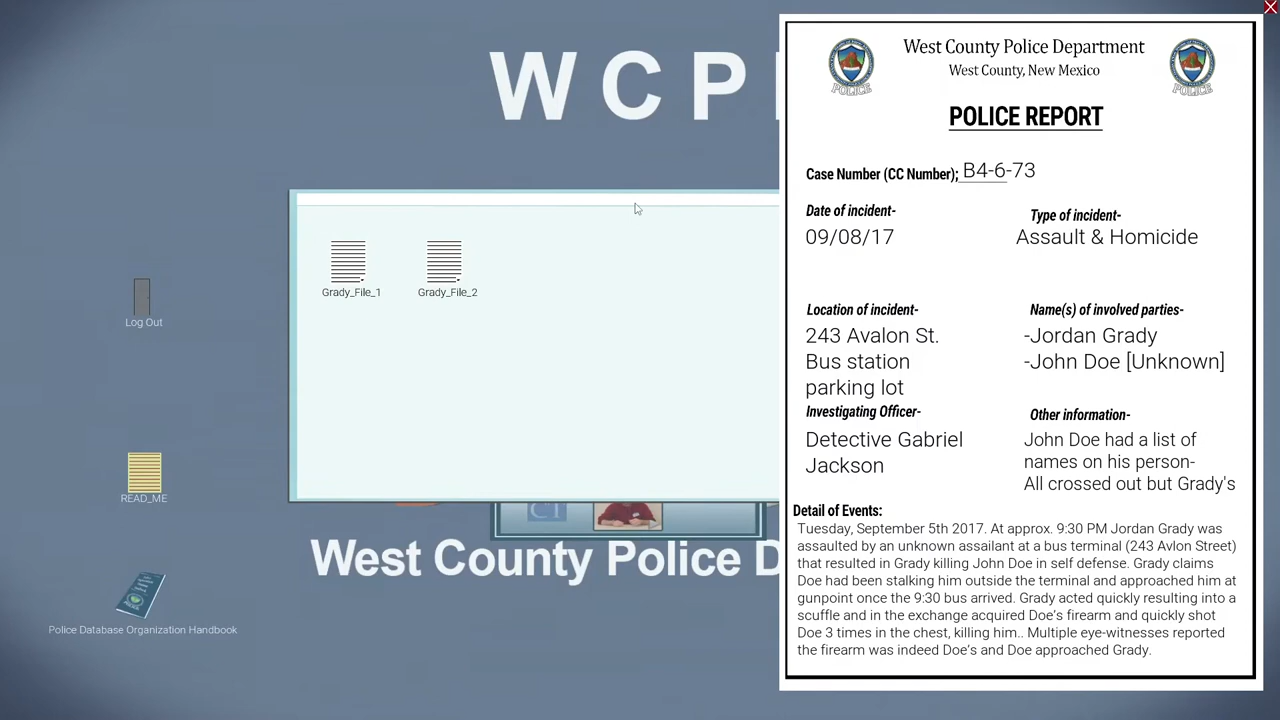 W C P
Grady_File_1
Grady_File_2
Log Out
READ_ME
Police Database Organization Handbook
CT
West County Police D
POLICE
POLICE
West County Police Department
West County, New Mexico
POLICE REPORT
Case Number (CC Number); B4-6-73
Date of incident-
09/08/17
Type of incident-
Assault & Homicide
Location of incident-
243 Avalon St.
Bus station
parking lot
Name(s) of involved parties-
-Jordan Grady
-John Doe [Unknown]
Investigating Officer-
Detective Gabriel
Jackson
Other information-
John Doe had a list of
names on his person-
All crossed out but Grady's
Detail of Events:
Tuesday, September 5th 2017. At approx. 9:30 PM Jordan Grady was
assaulted by an unknown assailant at a bus terminal (243 Avlon Street)
that resulted in Grady killing John Doe in self defense. Grady claims
Doe had been stalking him outside the terminal and approached him at
gunpoint once the 9:30 bus arrived. Grady acted quickly resulting into a
scuffle and in the exchange acquired Doe's firearm and quickly shot
Doe 3 times in the chest, killing him.. Multiple eye-witnesses reported
the firearm was indeed Doe's and Doe approached Grady.